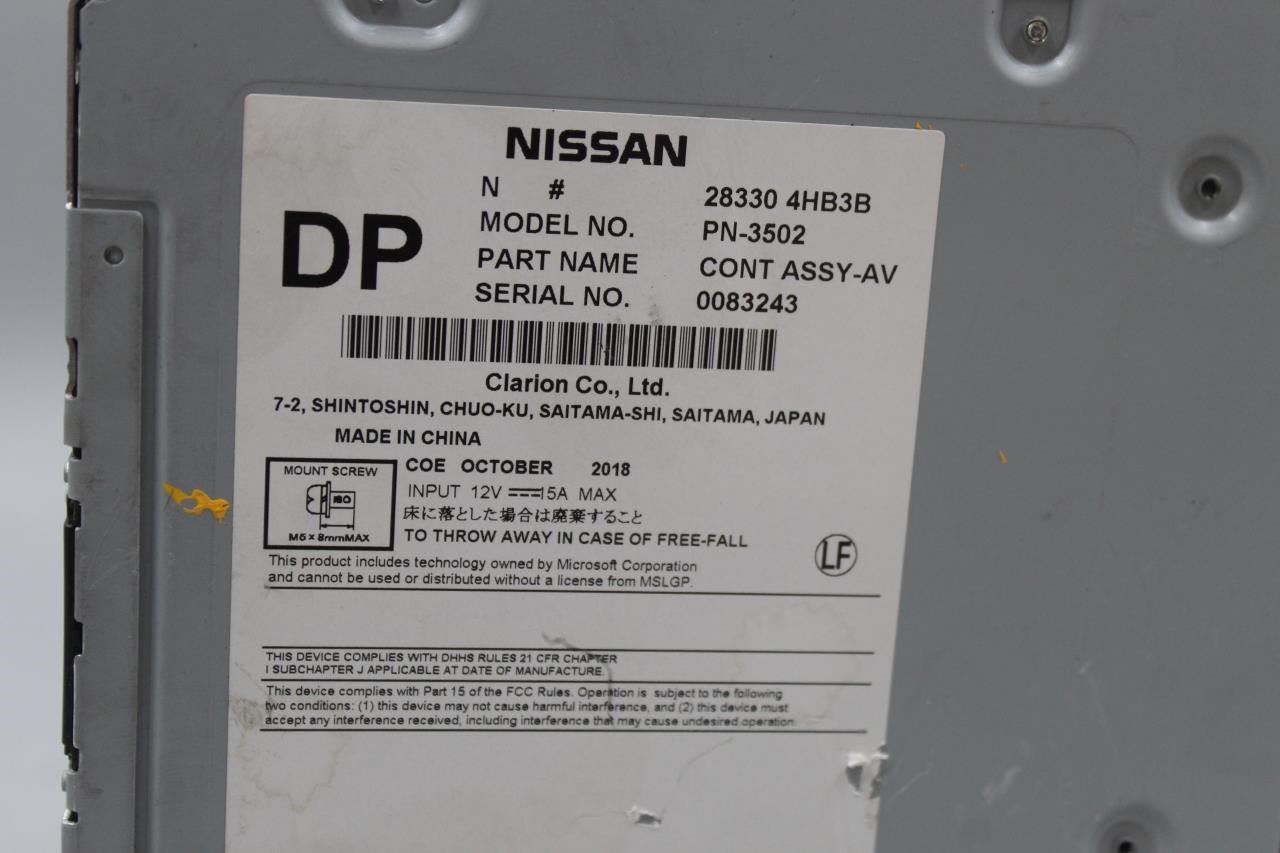 NISSAN
DP
N # 28330 4HB3B
MODEL NO. PN-3502
PART NAME CONT ASSY-AV
SERIAL NO. 0083243
Clarion Co., Ltd.
7-2, SHINTOSHIN, CHUO-KU, SAITAMA-SHI, SAITAMA, JAPAN
MADE IN CHINA
COE OCTOBER 2018
MOUNT SCREW
M5×8mmMAX
INPUT 12V 15A MAX
床に落とした場合は廃棄すること
TO THROW AWAY IN CASE OF FREE-FALL
LF
This product includes technology owned by Microsoft Corporation
and cannot be used or distributed without a license from MSLGP.
THIS DEVICE COMPLIES WITH DHHS RULES 21 CFR CHAPTER
I SUBCHAPTER J APPLICABLE AT DATE OF MANUFACTURE.
This device complies with Part 15 of the FCC Rules. Operation is subject to the following
two conditions: (1) this device may not cause harmful interference, and (2) this device must
accept any interference received, including interference that may cause undesired operation.